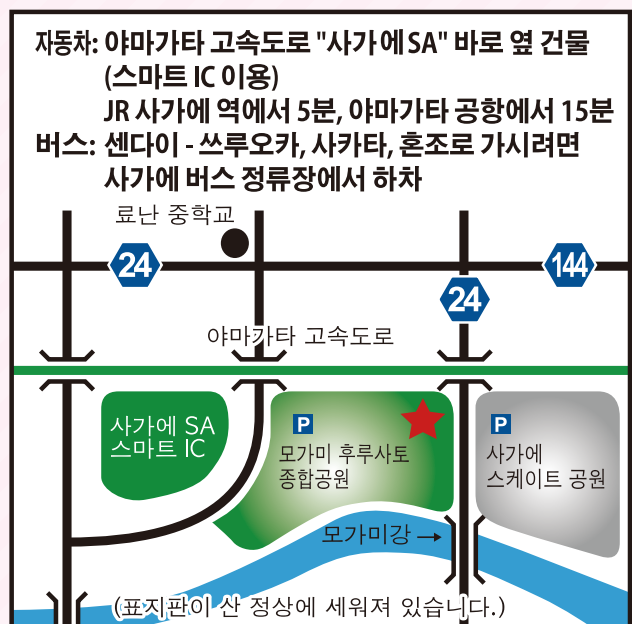 자동차: 야마가타 고속도로 "사가에 SA" 바로 옆 건물
(스마트 IC 이용)
JR 사가에 역에서 5분, 야마가타 공항에서 15분
버스: 센다이 - 쓰루오카, 사카타, 혼조로 가시려면
사가에 버스 정류장에서 하차
료난 중학교
24
144
24
야마가타 고속도로
사가에 SA
스마트 IC
P
모가미 후루사토
종합공원
P
사가에
스케이트 공원
모가미강 →
(표지판이 산 정상에 세워져 있습니다.)